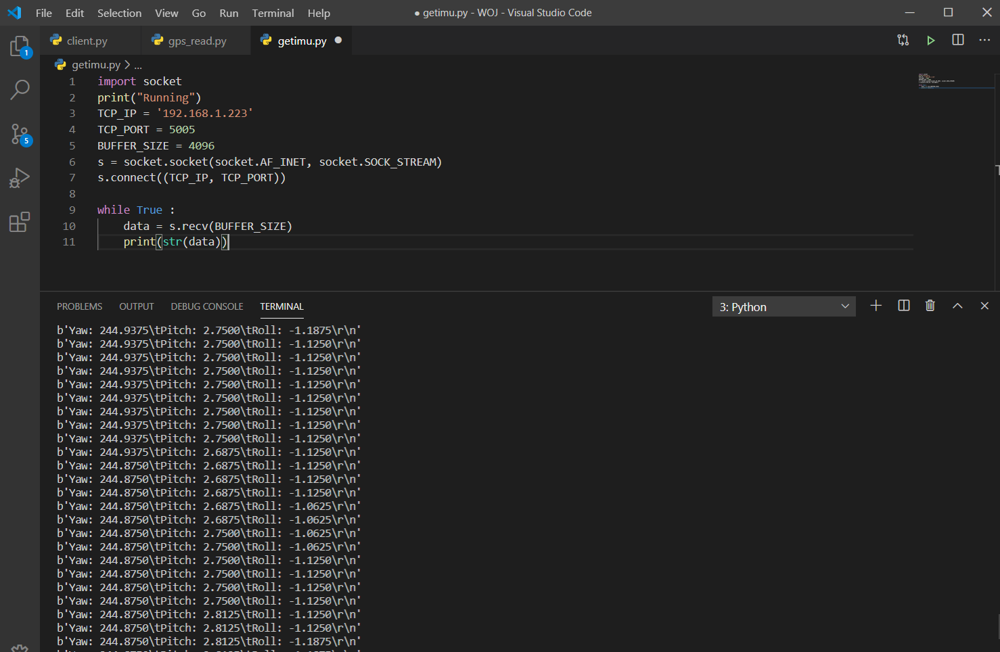 File Edit Selection View Go Run Terminal Help ● getimu.py - WOJ - Visual Studio Code
client.py gps_read.py getimu.py ●
getimu.py > ...
1 import socket
2 print("Running")
3 TCP_IP = '192.168.1.223'
4 TCP_PORT = 5005
5 BUFFER_SIZE = 4096
6 s = socket.socket(socket.AF_INET, socket.SOCK_STREAM)
7 s.connect((TCP_IP, TCP_PORT))
8
9 while True :
10 data = s.recv(BUFFER_SIZE)
11 print(str(data))
1
5
PROBLEMS OUTPUT DEBUG CONSOLE TERMINAL 3: Python
b'Yaw: 244.9375\tPitch: 2.7500\tRoll: -1.1875\r\n'
b'Yaw: 244.9375\tPitch: 2.7500\tRoll: -1.1250\r\n'
b'Yaw: 244.9375\tPitch: 2.7500\tRoll: -1.1250\r\n'
b'Yaw: 244.9375\tPitch: 2.7500\tRoll: -1.1250\r\n'
b'Yaw: 244.9375\tPitch: 2.7500\tRoll: -1.1250\r\n'
b'Yaw: 244.9375\tPitch: 2.7500\tRoll: -1.1250\r\n'
b'Yaw: 244.9375\tPitch: 2.7500\tRoll: -1.1250\r\n'
b'Yaw: 244.9375\tPitch: 2.7500\tRoll: -1.1250\r\n'
b'Yaw: 244.9375\tPitch: 2.7500\tRoll: -1.1250\r\n'
b'Yaw: 244.9375\tPitch: 2.6875\tRoll: -1.1250\r\n'
b'Yaw: 244.8750\tPitch: 2.6875\tRoll: -1.1250\r\n'
b'Yaw: 244.8750\tPitch: 2.6875\tRoll: -1.1250\r\n'
b'Yaw: 244.8750\tPitch: 2.6875\tRoll: -1.1250\r\n'
b'Yaw: 244.8750\tPitch: 2.6875\tRoll: -1.0625\r\n'
b'Yaw: 244.8750\tPitch: 2.6875\tRoll: -1.0625\r\n'
b'Yaw: 244.8750\tPitch: 2.7500\tRoll: -1.0625\r\n'
b'Yaw: 244.8750\tPitch: 2.7500\tRoll: -1.0625\r\n'
b'Yaw: 244.8750\tPitch: 2.7500\tRoll: -1.1250\r\n'
b'Yaw: 244.8750\tPitch: 2.7500\tRoll: -1.1250\r\n'
b'Yaw: 244.8750\tPitch: 2.7500\tRoll: -1.1250\r\n'
b'Yaw: 244.8750\tPitch: 2.7500\tRoll: -1.1250\r\n'
b'Yaw: 244.8750\tPitch: 2.8125\tRoll: -1.1250\r\n'
b'Yaw: 244.8750\tPitch: 2.8125\tRoll: -1.1250\r\n'
b'Yaw: 244.8750\tPitch: 2.8125\tRoll: -1.1875\r\n'